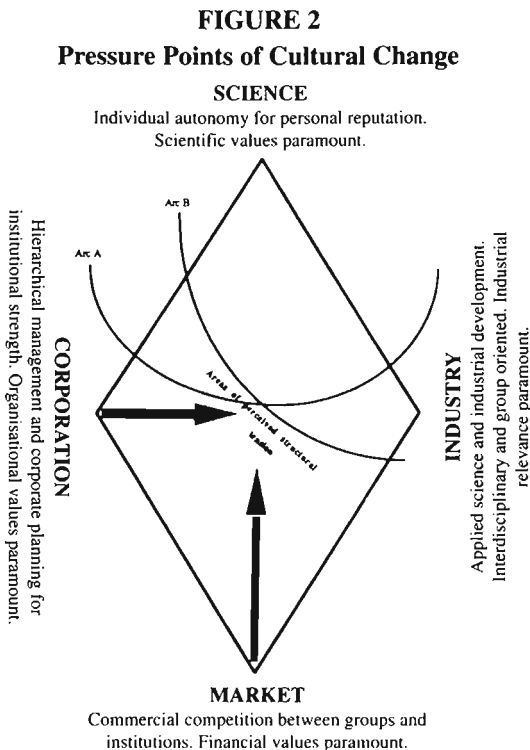 FIGURE 2
Pressure Points of Cultural Change
SCIENCE
Individual autonomy for personal reputation.
Scientific values paramount.
Arc B
Arc A
Areas of perceived structural
tension
CORPORATION
Hierarchical management and corporate planning for
institutional strength. Organisational values paramount.
INDUSTRY
Applied science and industrial development.
Interdisciplinary and group oriented. Industrial
relevance paramount.
MARKET
Commercial competition between groups and
institutions. Financial values paramount.